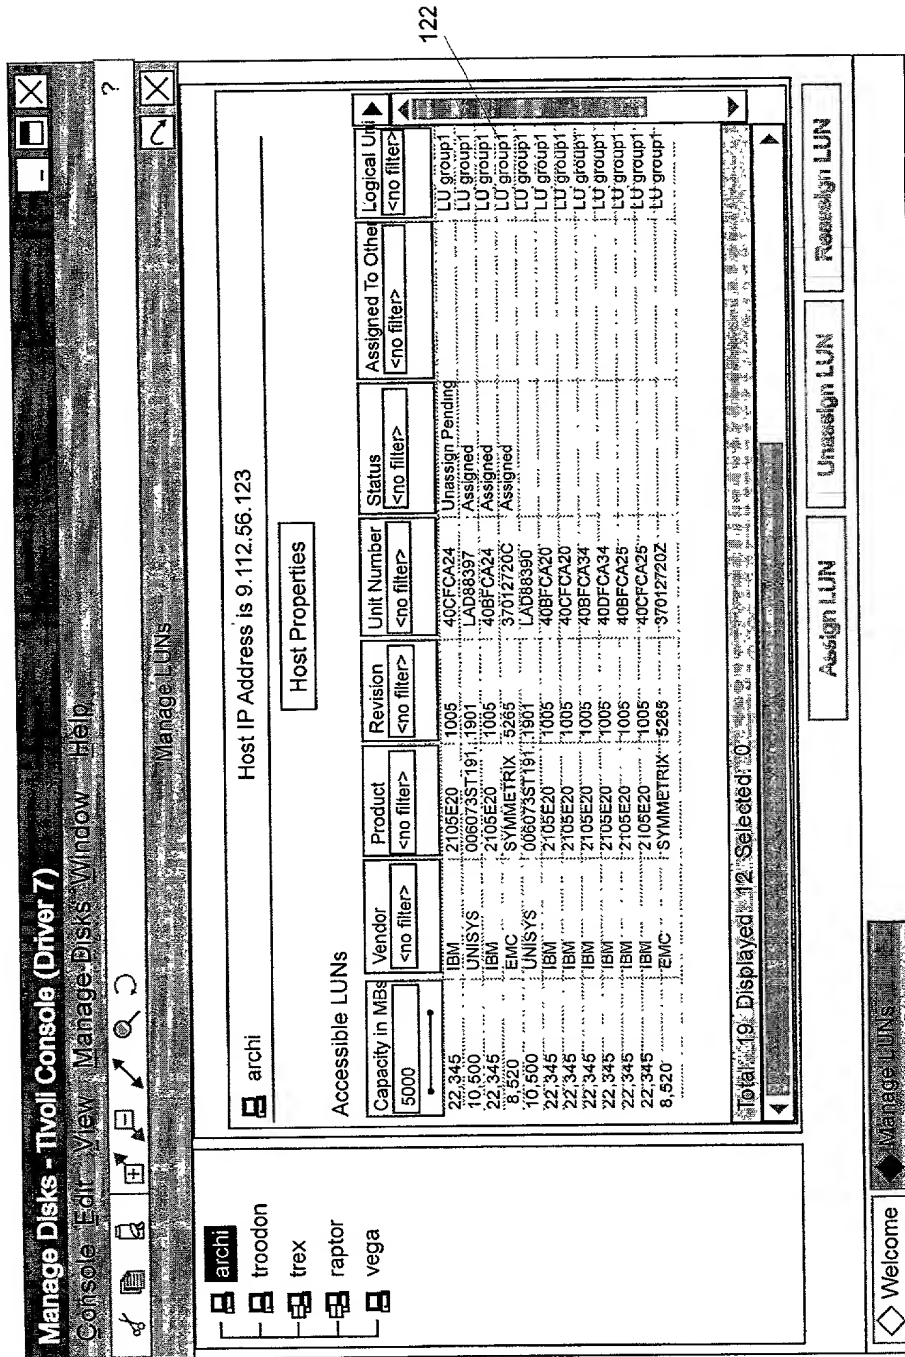 Manage Disks - Tivoli Console (Driver 7)
Console Edit View Manage Disks Window Help
?
Manage LUNs
archi
troodon
trex
raptor
vega
archi Host IP Address is 9.112.56.123
Host Properties
Accessible LUNs
Capacity in MBs Vendor Product Revision Unit Number Status Assigned To Other Logical Uni
5000 <no filter> <no filter> <no filter> <no filter> <no filter> <no filter> <no filter>
22,345 IBM 2105E20 1005 40CFCA24 Unassign Pending LU group1
10,500 UNISYS 006073ST191... 1901 LAD88397 Assigned LU group1
22,345 IBM 2105E20 1005 40BFCA24 Assigned LU group1
8,520 EMC SYMMETRIX 5265 37012720C Assigned LU group1
10,500 UNISYS 006073ST191... 1901 LAD88390 LU group1
22,345 IBM 2105E20 1005 40BFCA20 LU group1
22,345 IBM 2105E20 1005 40CFCA20 LU group1
22,345 IBM 2105E20 1005 40BFCA34 LU group1
22,345 IBM 2105E20 1005 40DFCA34 LU group1
22,345 IBM 2105E20 1005 40BFCA25 LU group1
22,345 IBM 2105E20 1005 40CFCA25 LU group1
8,520 EMC SYMMETRIX 5268 37012720Z LU group1
Total: 19 Displayed: 12 Selected: 0
Assign LUN Unassign LUN Reassign LUN
Welcome Manage LUNs
122